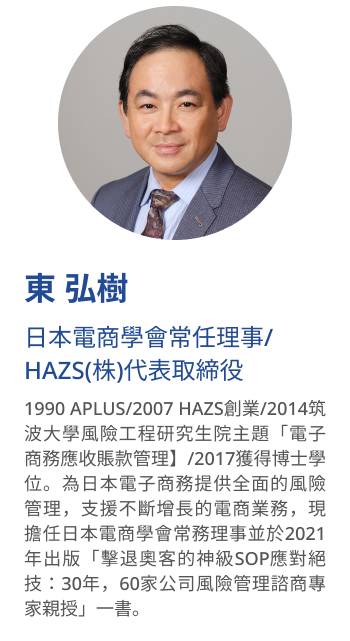 東 弘樹
日本電商學會常任理事/
HAZS(株)代表取締役
1990 APLUS/2007 HAZS創業/2014筑
波大學風險工程研究生院主題「電子
商務應收賬款管理】/2017獲得博士學
位。為日本電子商務提供全面的風險
管理，支援不斷增長的電商業務，現
擔任日本電商學會常務理事並於2021
年出版「擊退奧客的神級SOP應對絕
技：30年，60家公司風險管理諮商專
家親授」一書。